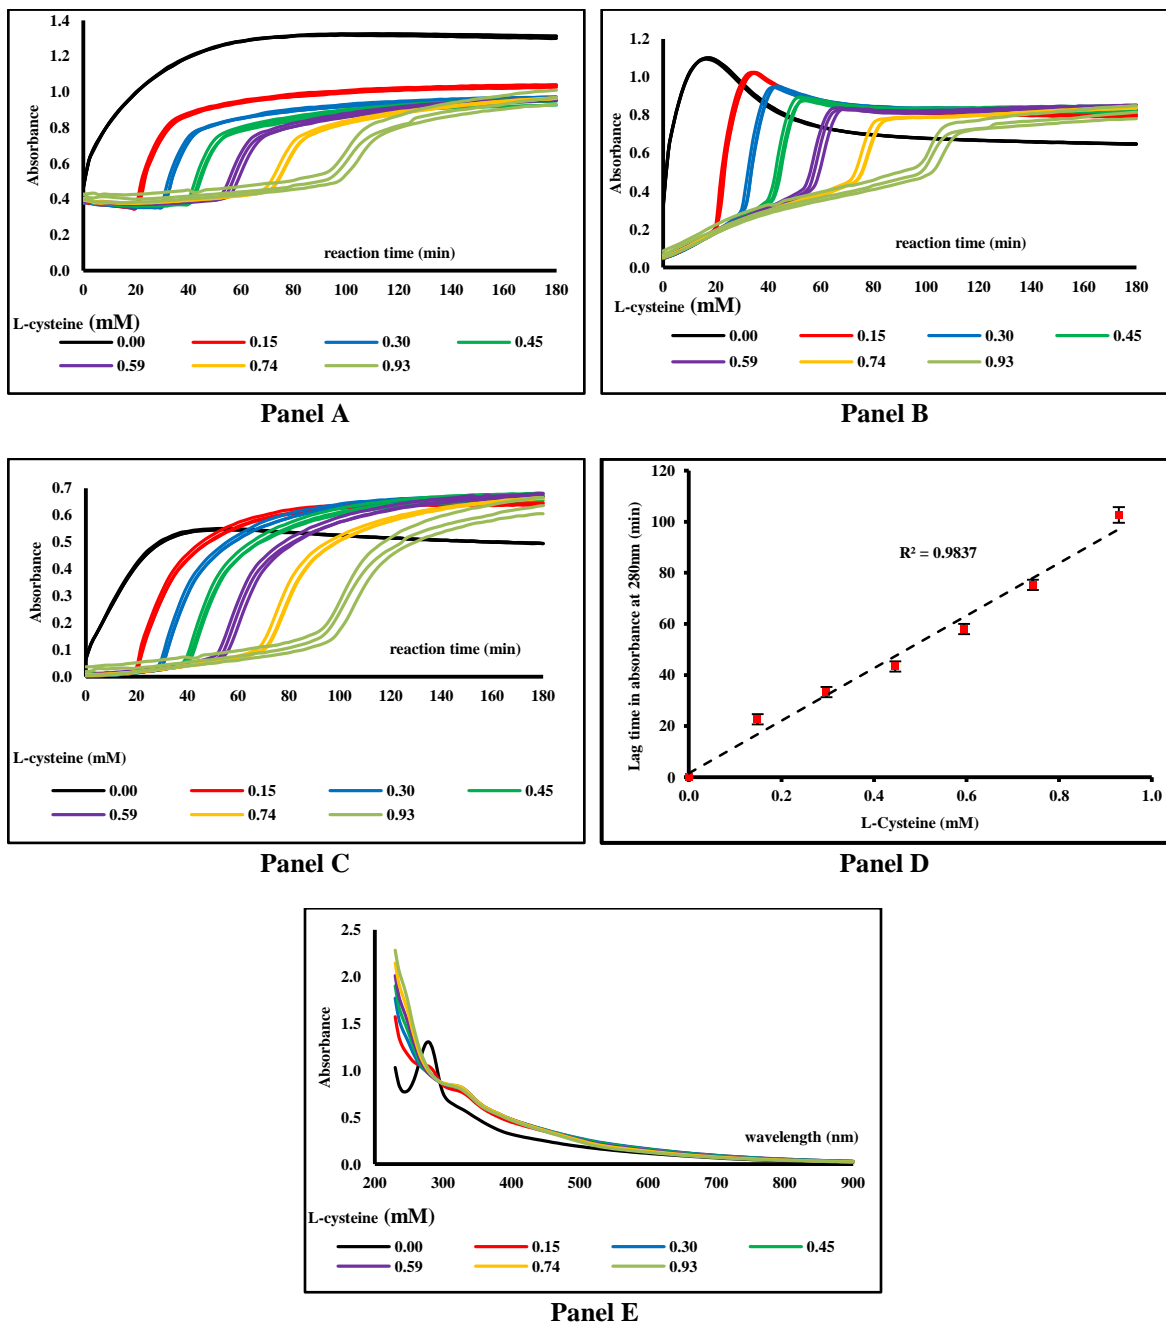 1.4
1.2
1.0
0.8
0.6
0.4
0.2
0.0
Absorbance
reaction time (min)
0 20 40 60 80 100 120 140 160 180
L-cysteine (mM)
0.00 0.15 0.30 0.45
0.59 0.74 0.93
Panel A
1.2
1.0
0.8
0.6
0.4
0.2
0.0
Absorbance
reaction time (min)
0 20 40 60 80 100 120 140 160 180
L-cysteine (mM)
0.00 0.15 0.30 0.45
0.59 0.74 0.93
Panel B
0.7
0.6
0.5
0.4
0.3
0.2
0.1
0.0
Absorbance
reaction time (min)
0 20 40 60 80 100 120 140 160 180
L-cysteine (mM)
0.00 0.15 0.30 0.45
0.59 0.74 0.93
Panel C
120
100
80
60
40
20
0
Lag time in absorbance at 280nm (min)
R² = 0.9837
0.0 0.2 0.4 0.6 0.8 1.0
L-Cysteine (mM)
Panel D
2.5
2.0
1.5
1.0
0.5
0.0
Absorbance
wavelength (nm)
200 300 400 500 600 700 800 900
L-cysteine (mM)
0.00 0.15 0.30 0.45
0.59 0.74 0.93
Panel E